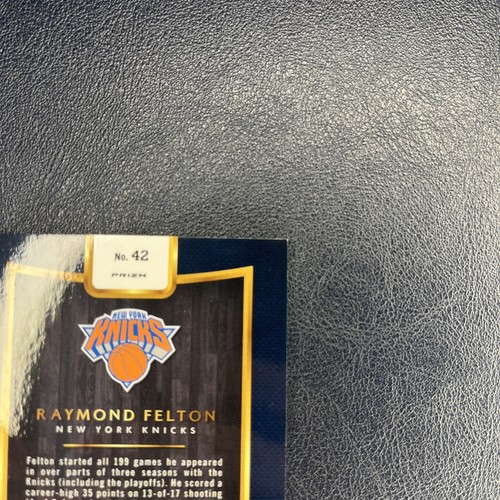 No. 42
PRIZM
NEW YORK
KNICKS
RAYMOND FELTON
NEW YORK KNICKS
Felton started all 199 games he appeared
in over parts of three seasons with the
Knicks (including the playoffs). He scored a
career-high 35 points on 13-of-17 shooting